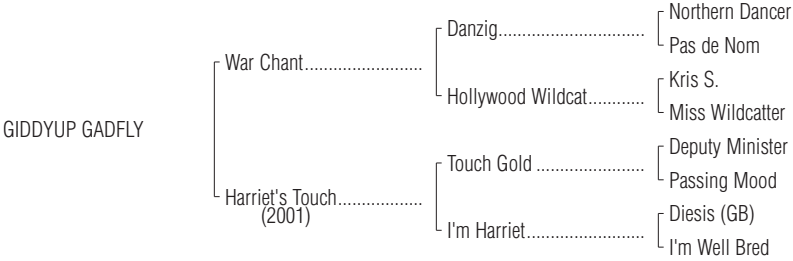 Northern Dancer
Danzig..............................
Pas de Nom
War Chant........................
Kris S.
Hollywood Wildcat............
Miss Wildcatter
GIDDYUP GADFLY
Deputy Minister
Touch Gold .......................
Passing Mood
Harriet's Touch.................
(2001)
Diesis (GB)
I'm Harriet.........................
I'm Well Bred